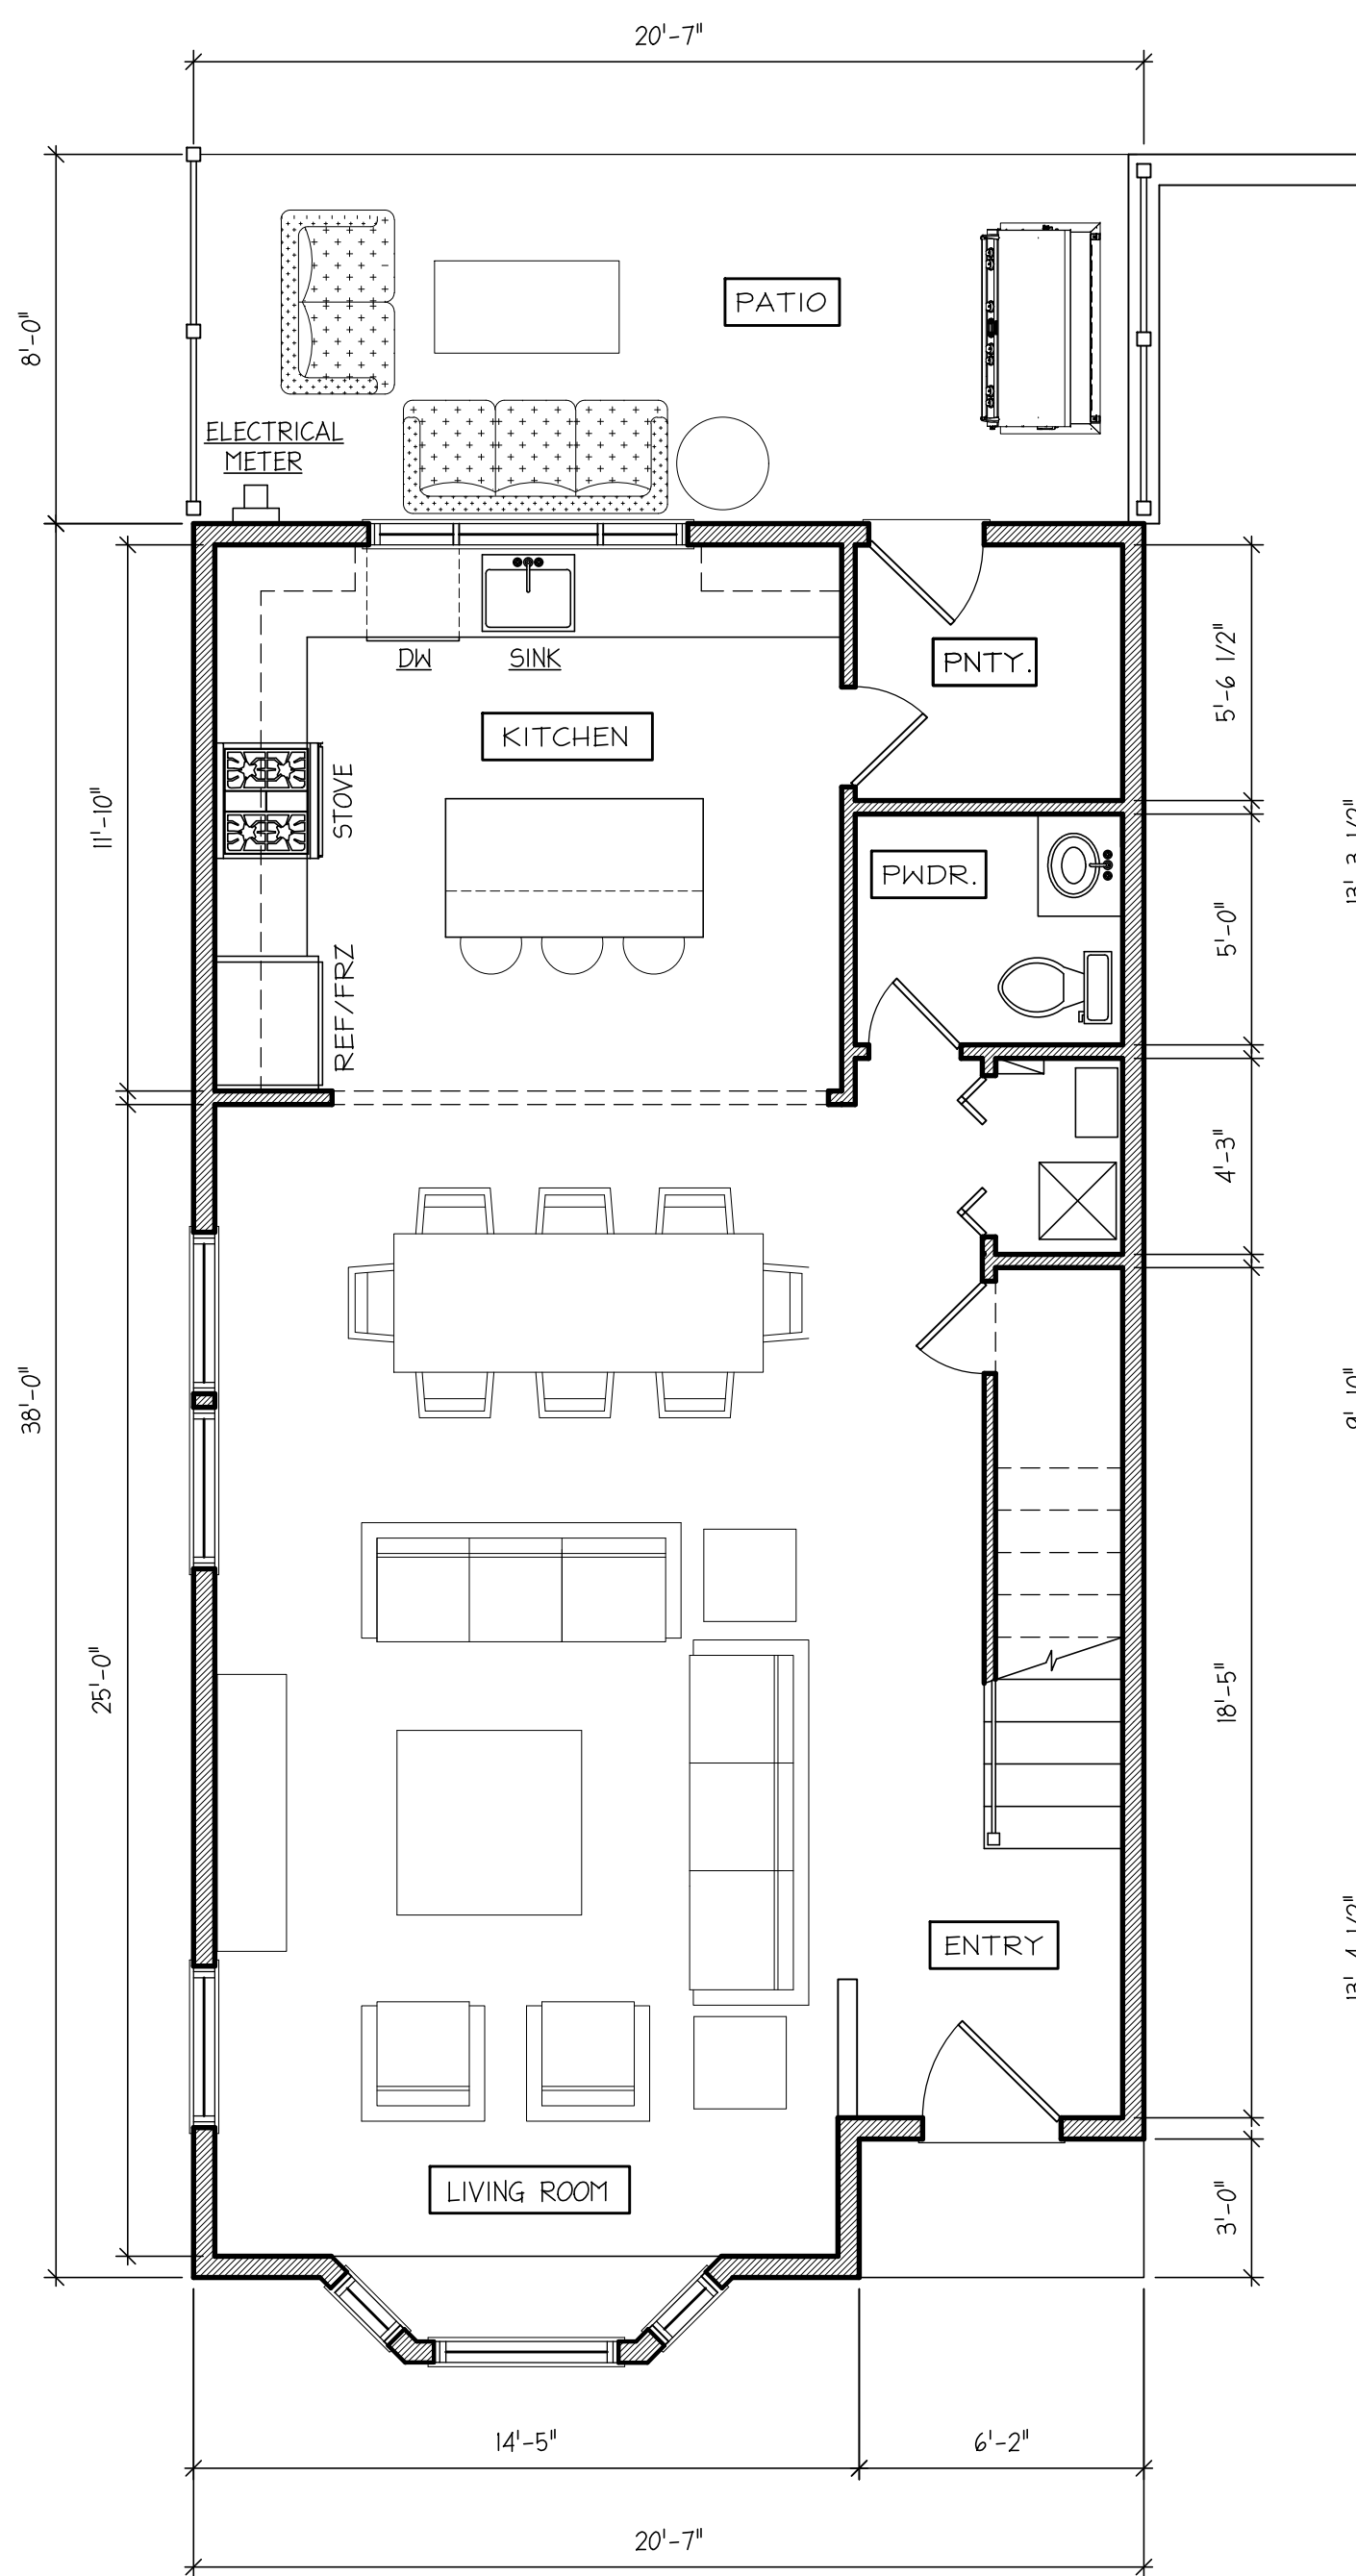 20'-7"
8'-0"
PATIO
ELECTRICAL
METER
DW
SINK
PNTY.
5'-6 1/2"
KITCHEN
STOVE
11'-10"
PWDR.
5'-0"
REF/FRZ
4'-3"
38'-0"
25'-0"
18'-5"
ENTRY
LIVING ROOM
3'-0"
14'-5"
6'-2"
20'-7"